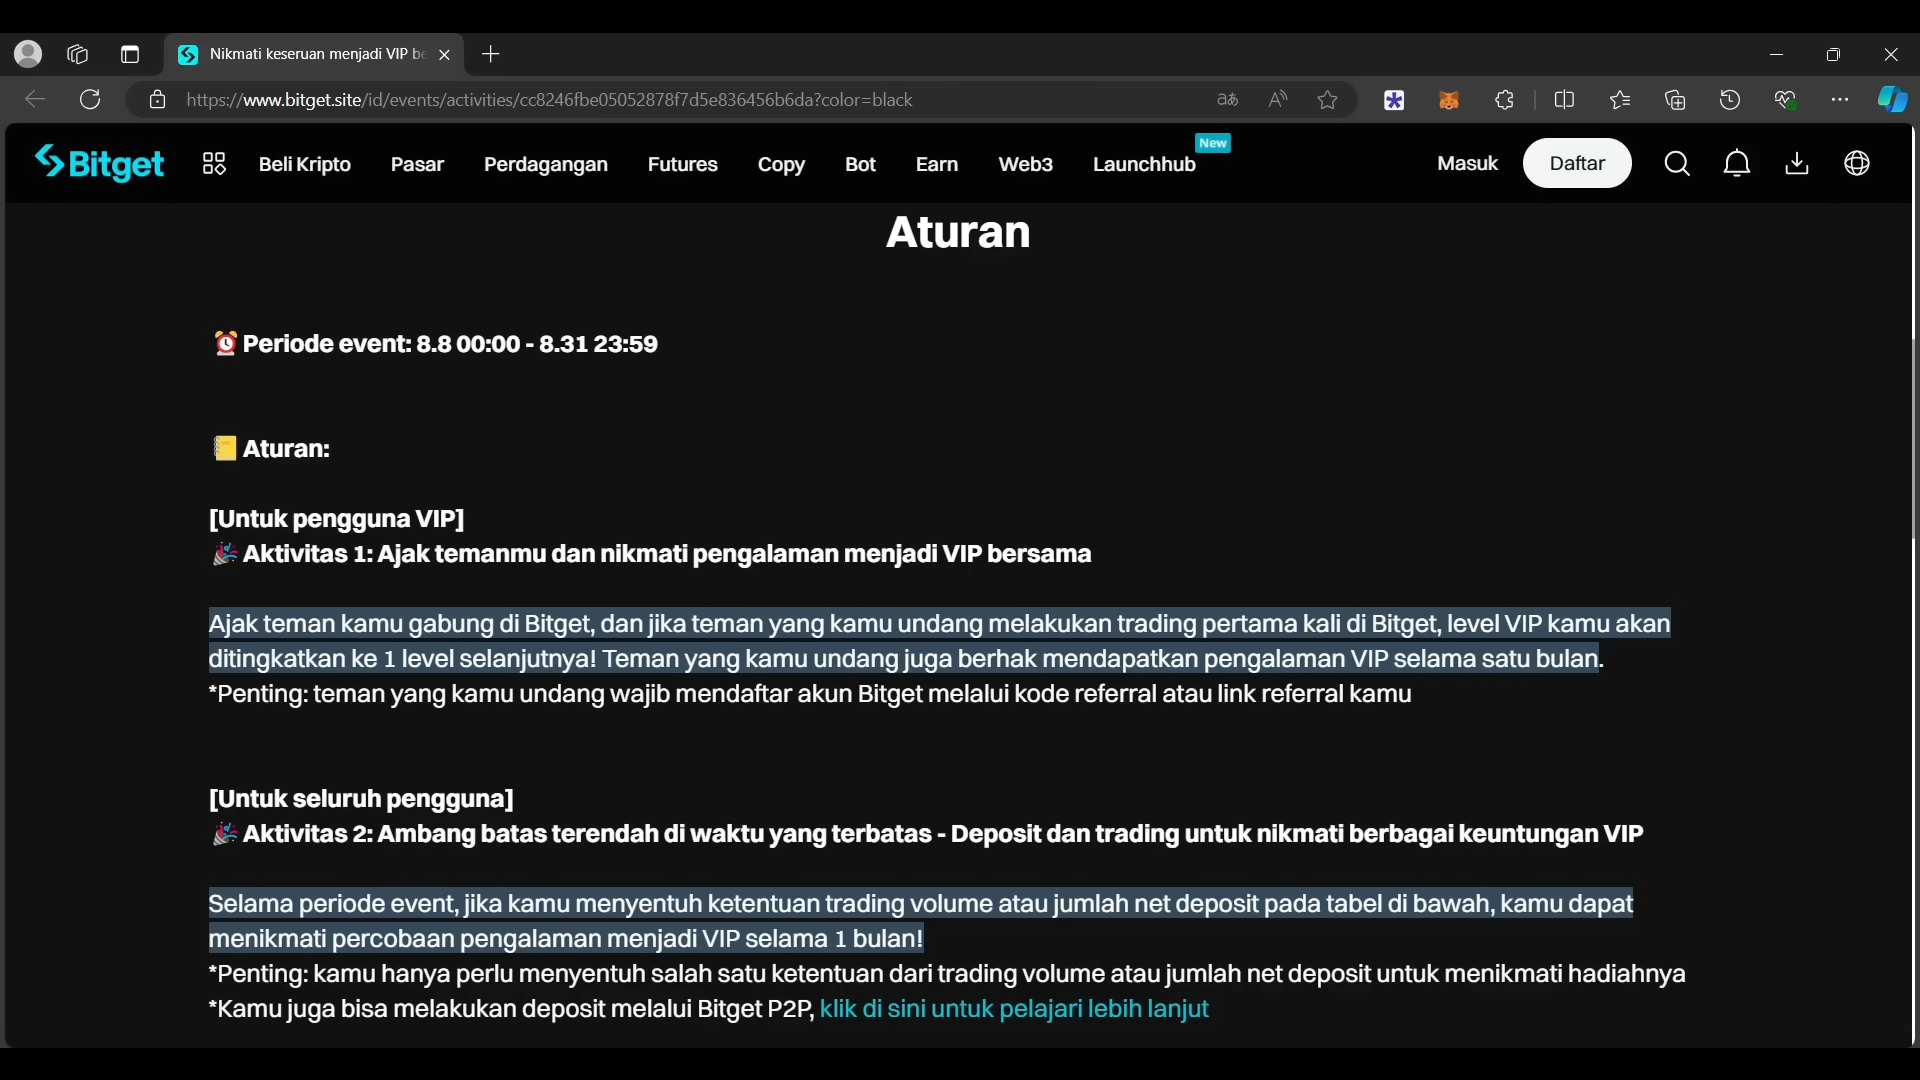 Nikmati keseruan menjadi VIP be
https://www.bitget.site/id/events/activities/cc8246fbe05052878f7d5e836456b6da?color=black
Bitget
Beli Kripto
Pasar
Perdagangan
Futures
Copy
Bot
Earn
Web3
Launchhub
New
Masuk
Daftar
Aturan
Periode event: 8.8 00:00 - 8.31 23:59
Aturan:
[Untuk pengguna VIP]
Aktivitas 1: Ajak temanmu dan nikmati pengalaman menjadi VIP bersama
Ajak teman kamu gabung di Bitget, dan jika teman yang kamu undang melakukan trading pertama kali di Bitget, level VIP kamu akan
ditingkatkan ke 1 level selanjutnya! Teman yang kamu undang juga berhak mendapatkan pengalaman VIP selama satu bulan.
*Penting: teman yang kamu undang wajib mendaftar akun Bitget melalui kode referral atau link referral kamu
[Untuk seluruh pengguna]
Aktivitas 2: Ambang batas terendah di waktu yang terbatas - Deposit dan trading untuk nikmati berbagai keuntungan VIP
Selama periode event, jika kamu menyentuh ketentuan trading volume atau jumlah net deposit pada tabel di bawah, kamu dapat
menikmati percobaan pengalaman menjadi VIP selama 1 bulan!
*Penting: kamu hanya perlu menyentuh salah satu ketentuan dari trading volume atau jumlah net deposit untuk menikmati hadiahnya
*Kamu juga bisa melakukan deposit melalui Bitget P2P, klik di sini untuk pelajari lebih lanjut